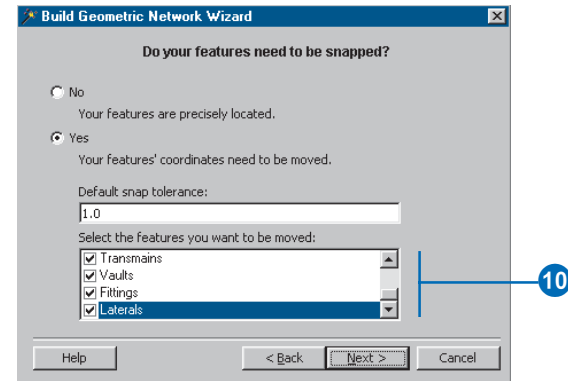 Build Geometric Network Wizard
Do your features need to be snapped?
No
Your features are precisely located.
Yes
Your features' coordinates need to be moved.
Default snap tolerance:
1.0
Select the features you want to be moved:
Transmains
Vaults
Fittings
Laterals
10
Help < Back Next > Cancel